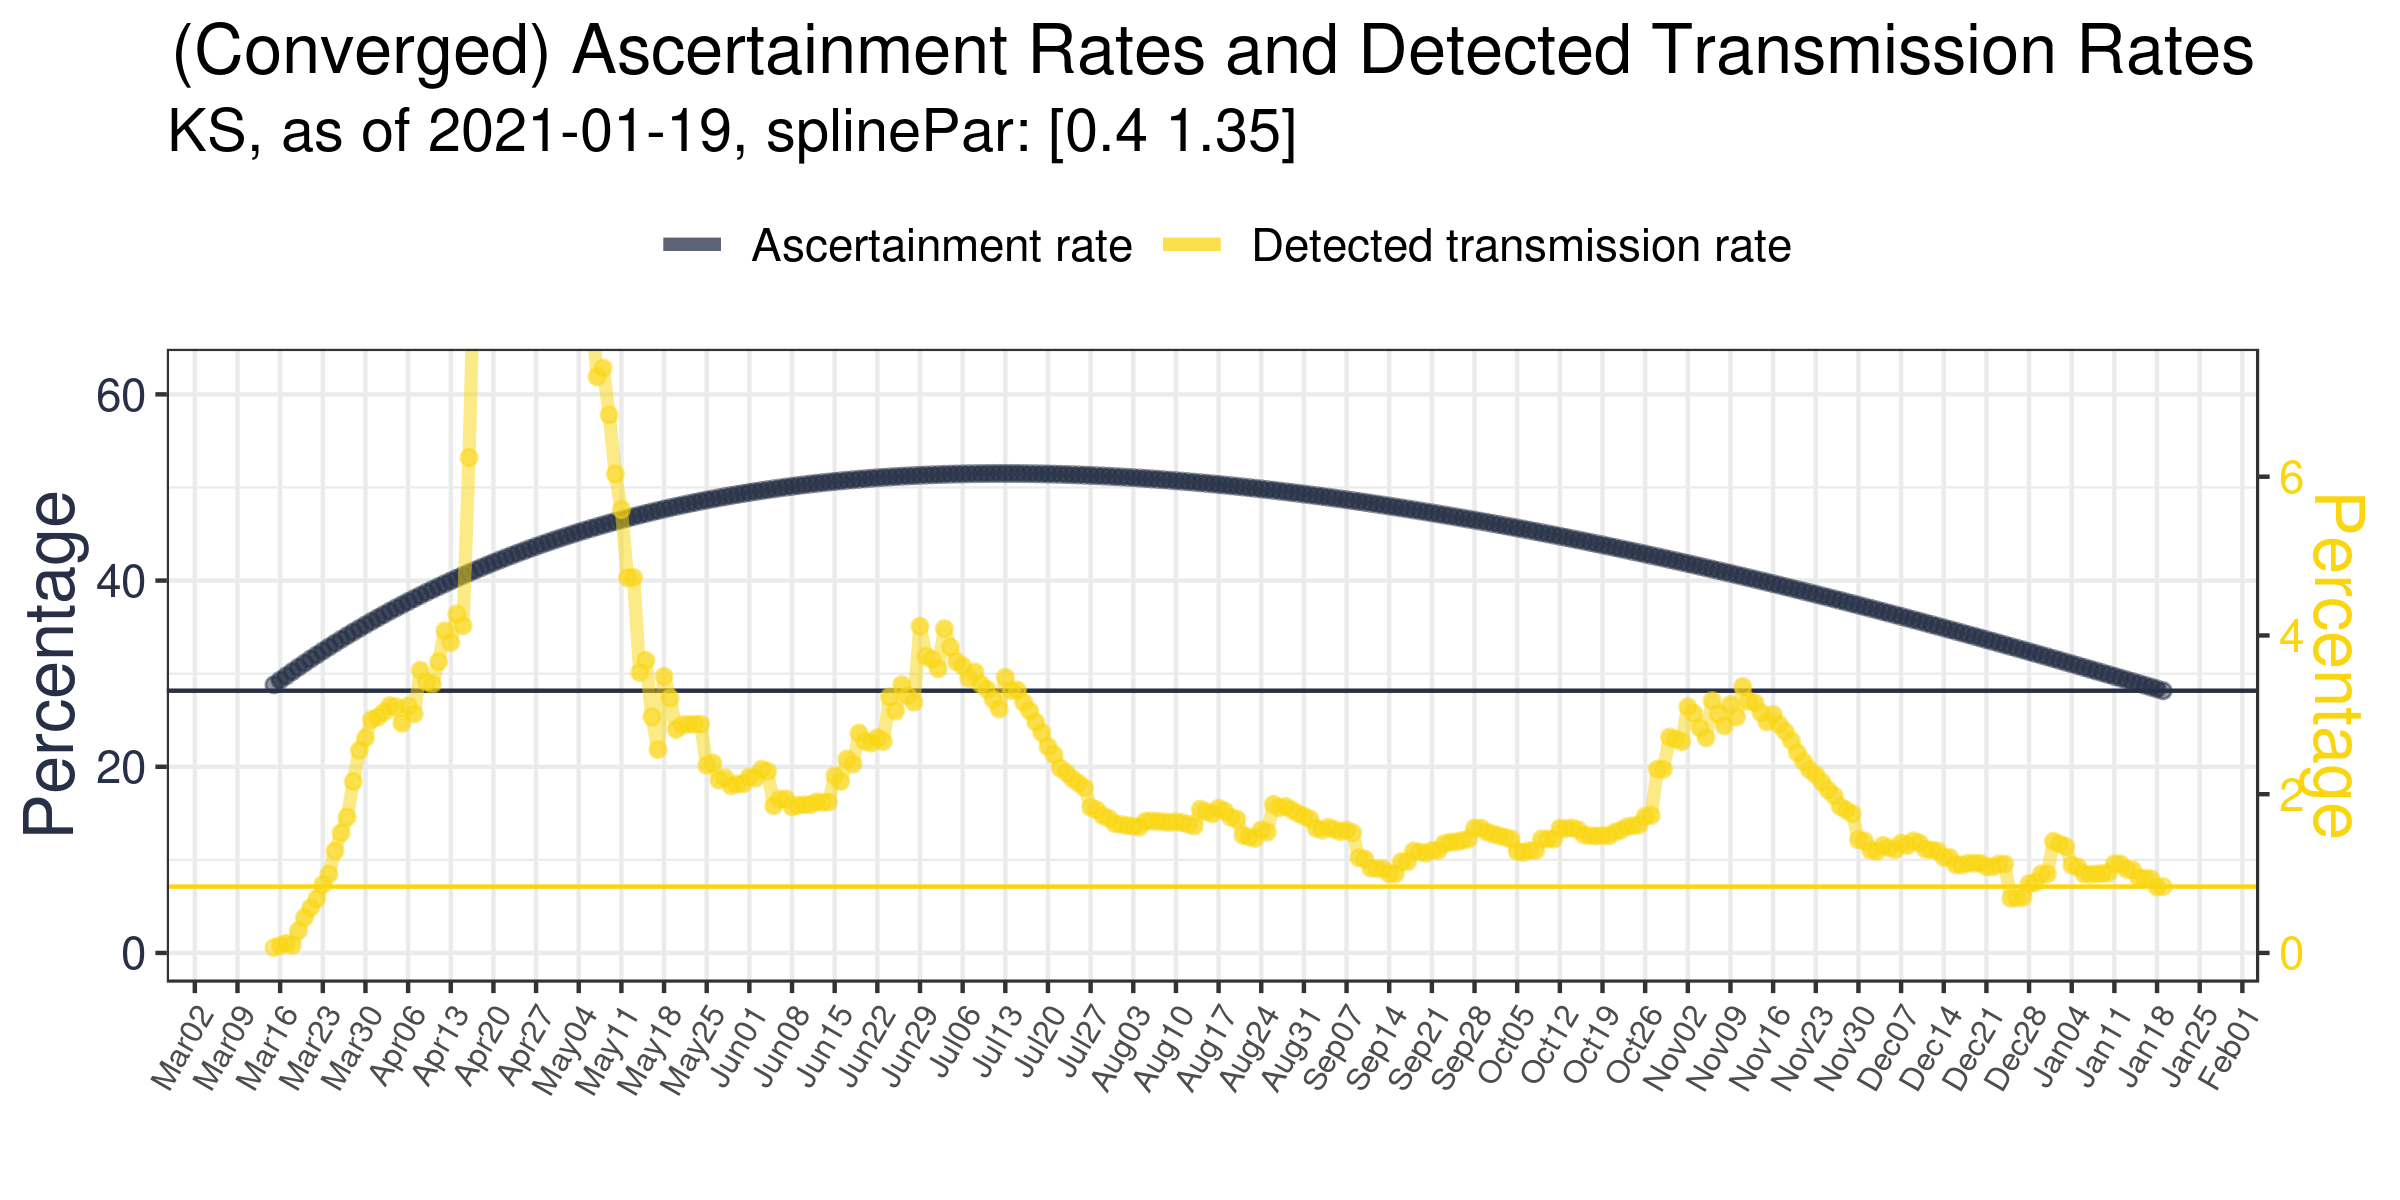 (Converged) Ascertainment Rates and Detected Transmission Rates
KS, as of 2021-01-19, splinePar: [0.4 1.35]
Ascertainment rate Detected transmission rate
Percentage
60
40
20
0
6
4
2
0
Percentage
Mar02 Mar09 Mar16 Mar23 Mar30 Apr06 Apr13 Apr20 Apr27 May04 May11 May18 May25 Jun01 Jun08 Jun15 Jun22 Jun29 Jul06 Jul13 Jul20 Jul27 Aug03 Aug10 Aug17 Aug24 Aug31 Sep07 Sep14 Sep21 Sep28 Oct05 Oct12 Oct19 Oct26 Nov02 Nov09 Nov16 Nov23 Nov30 Dec07 Dec14 Dec21 Dec28 Jan04 Jan11 Jan18 Jan25 Feb01